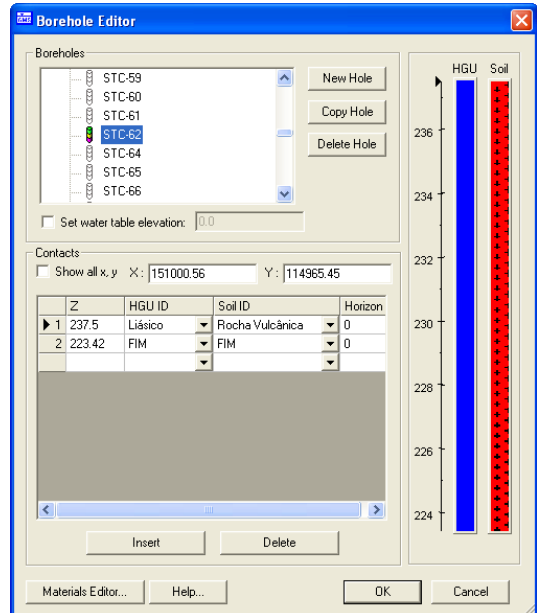 Borehole Editor
Boreholes
STC-59
STC-60
STC-61
STC-62
STC-64
STC-65
STC-66
New Hole
Copy Hole
Delete Hole
Set water table elevation: 0.0
Contacts
Show all x, y X: 151000.56 Y: 114965.45
Z HGU ID Soil ID Horizon
1 237.5 Liásico Rocha Vulcânica 0
2 223.42 FIM FIM 0
Insert Delete
HGU Soil
236
234
232
230
228
226
224
Materials Editor... Help... OK Cancel